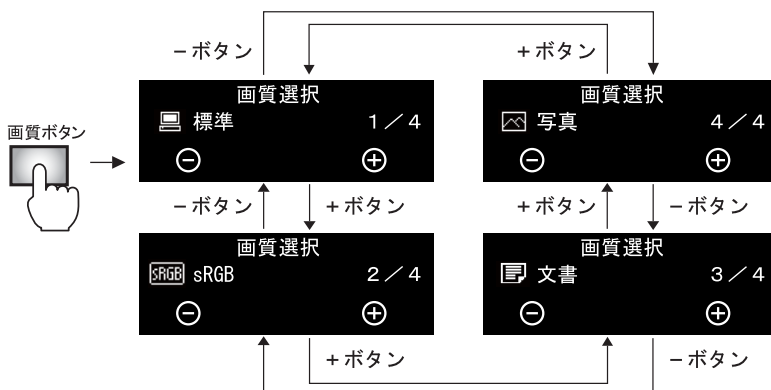 －ボタン
＋ボタン
画質選択
標準 1／4
画質選択
写真 4／4
画質ボタン
－ボタン
＋ボタン
＋ボタン
－ボタン
画質選択
sRGB sRGB 2／4
画質選択
文書 3／4
＋ボタン
－ボタン